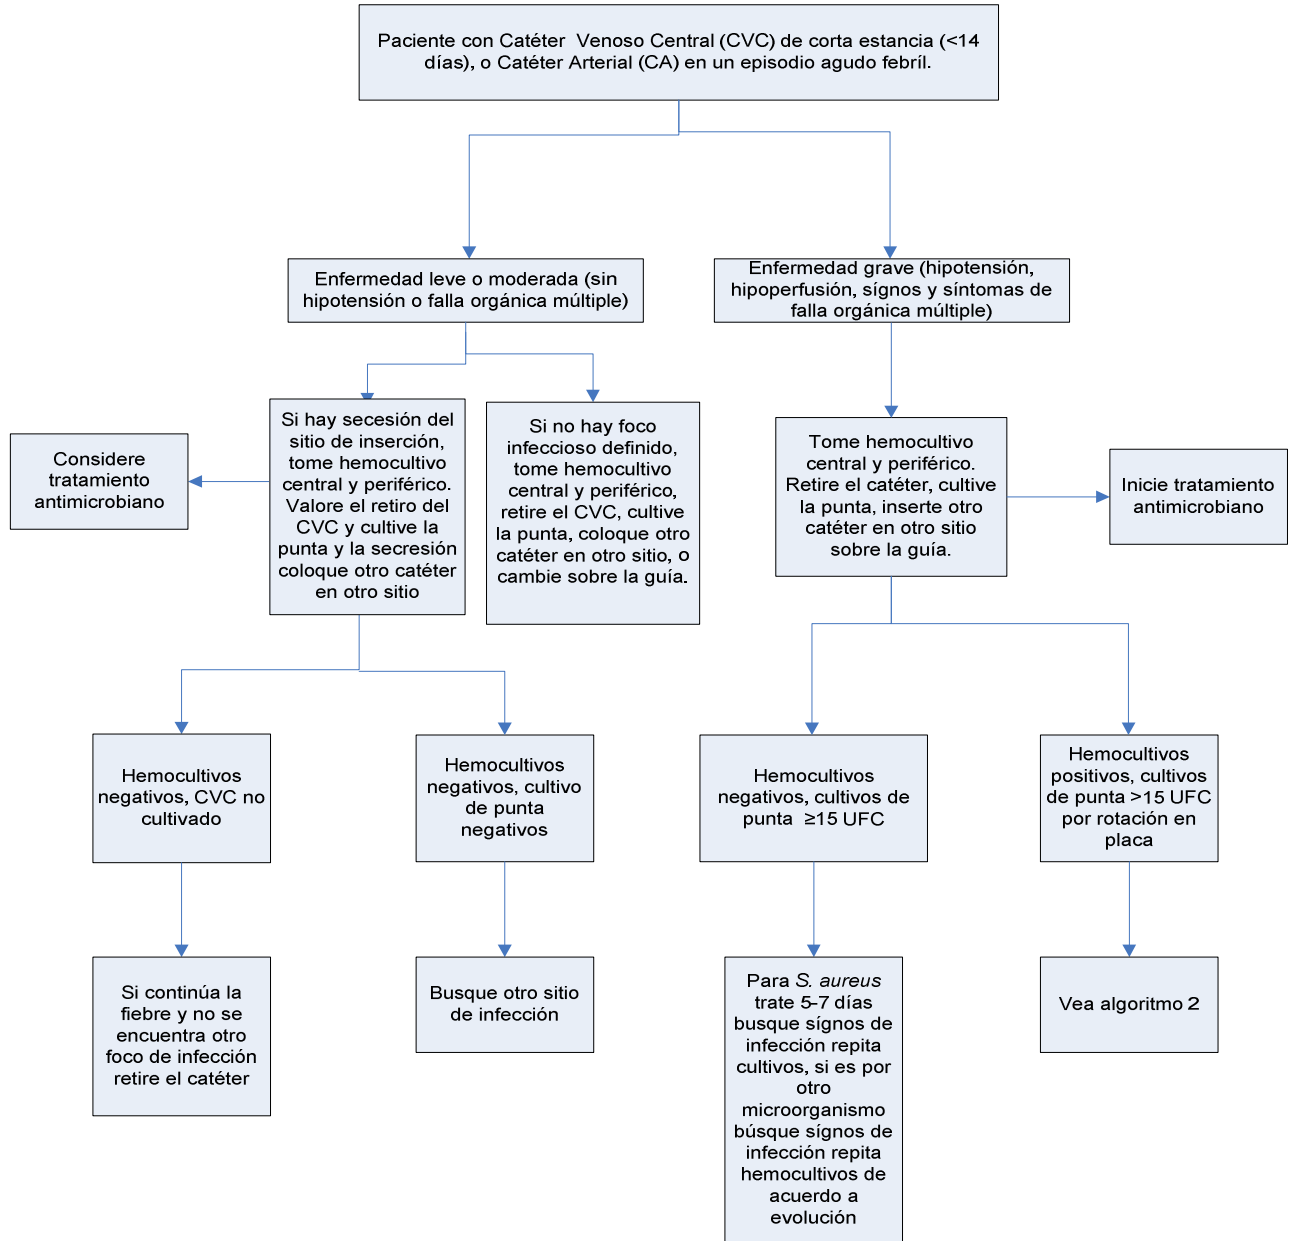 Paciente con Catéter Venoso Central (CVC) de corta estancia (<14
días), o Catéter Arterial (CA) en un episodio agudo febríl.
Enfermedad leve o moderada (sin
hipotensión o falla orgánica múltiple)
Enfermedad grave (hipotensión,
hipoperfusión, sígnos y síntomas de
falla orgánica múltiple)
Considere
tratamiento
antimicrobiano
Si hay secesión del
sitio de inserción,
tome hemocultivo
central y periférico.
Valore el retiro del
CVC y cultive la
punta y la secresión
coloque otro catéter
en otro sitio
Si no hay foco
infeccioso definido,
tome hemocultivo
central y periférico,
retire el CVC, cultive
la punta, coloque otro
catéter en otro sitio, o
cambie sobre la guía.
Tome hemocultivo
central y periférico.
Retire el catéter, cultive
la punta, inserte otro
catéter en otro sitio
sobre la guía.
Inicie tratamiento
antimicrobiano
Hemocultivos
negativos, CVC no
cultivado
Hemocultivos
negativos, cultivo
de punta
negativos
Hemocultivos
negativos, cultivos de
punta ≥15 UFC
Hemocultivos
positivos, cultivos
de punta >15 UFC
por rotación en
placa
Si continúa la
fiebre y no se
encuentra otro
foco de infección
retire el catéter
Busque otro sitio
de infección
Para S. aureus
trate 5-7 días
busque sígnos de
infección repita
cultivos, si es por
otro
microorganismo
búsque sígnos de
infección repita
hemocultivos de
acuerdo a
evolución
Vea algoritmo 2